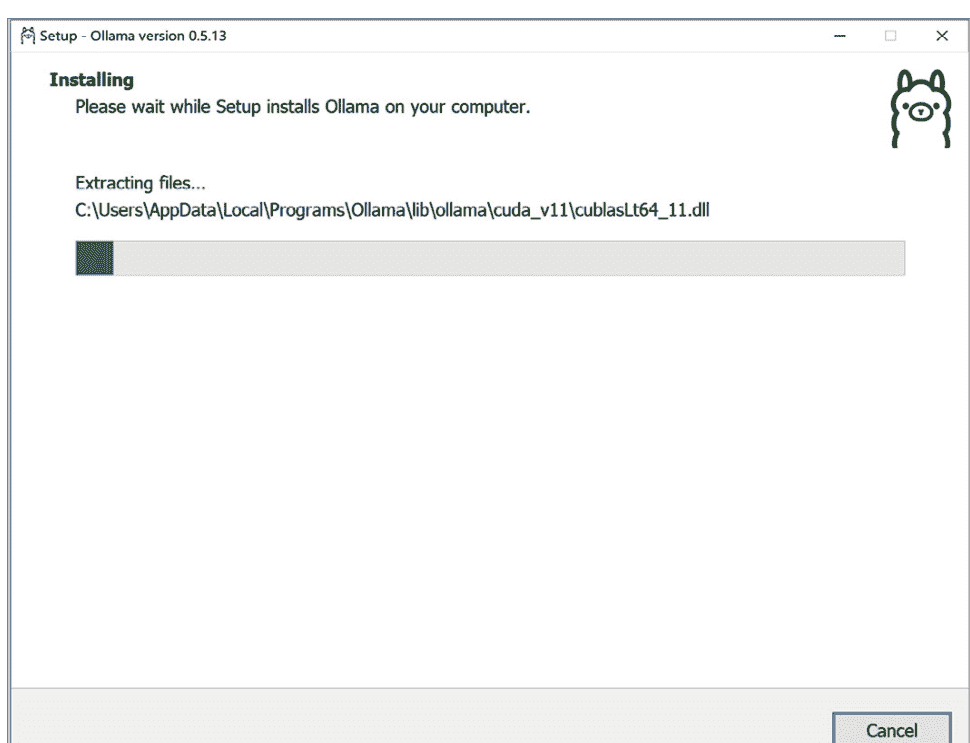 Setup - Ollama version 0.5.13
Installing
Please wait while Setup installs Ollama on your computer.
Extracting files...
C:\Users\AppData\Local\Programs\Ollama\lib\ollama\cuda_v11\cublasLt64_11.dll
Cancel